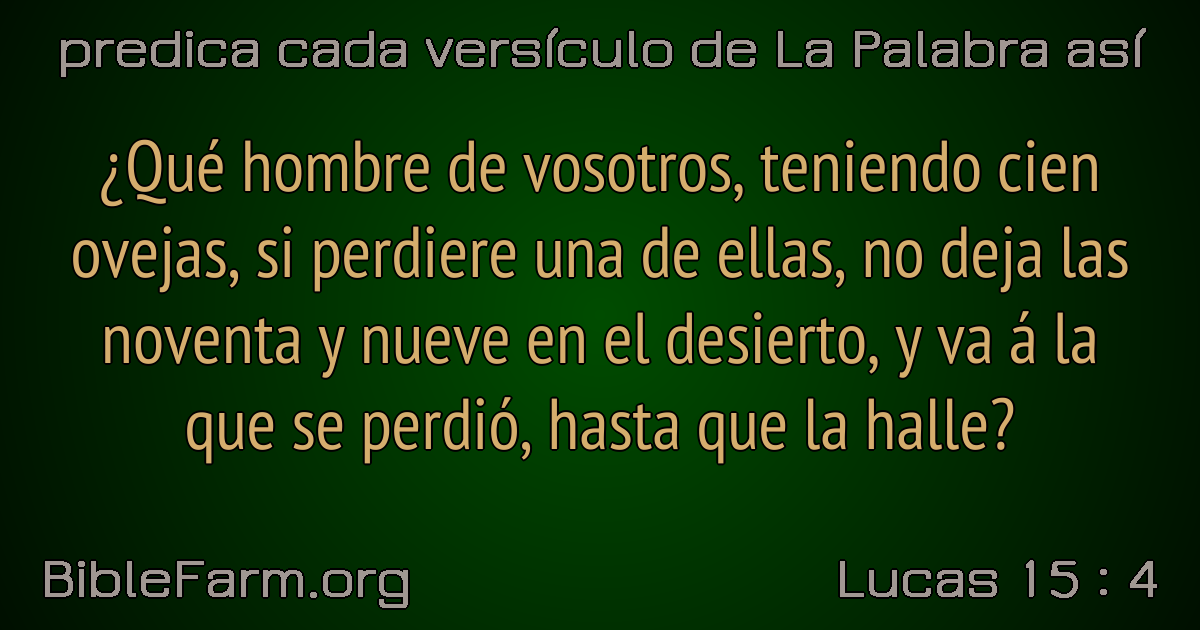 predica cada versículo de La Palabra así
¿Qué hombre de vosotros, teniendo cien
ovejas, si perdiere una de ellas, no deja las
noventa y nueve en el desierto, y va á la
que se perdió, hasta que la halle?
BibleFarm.org
Lucas 15 : 4